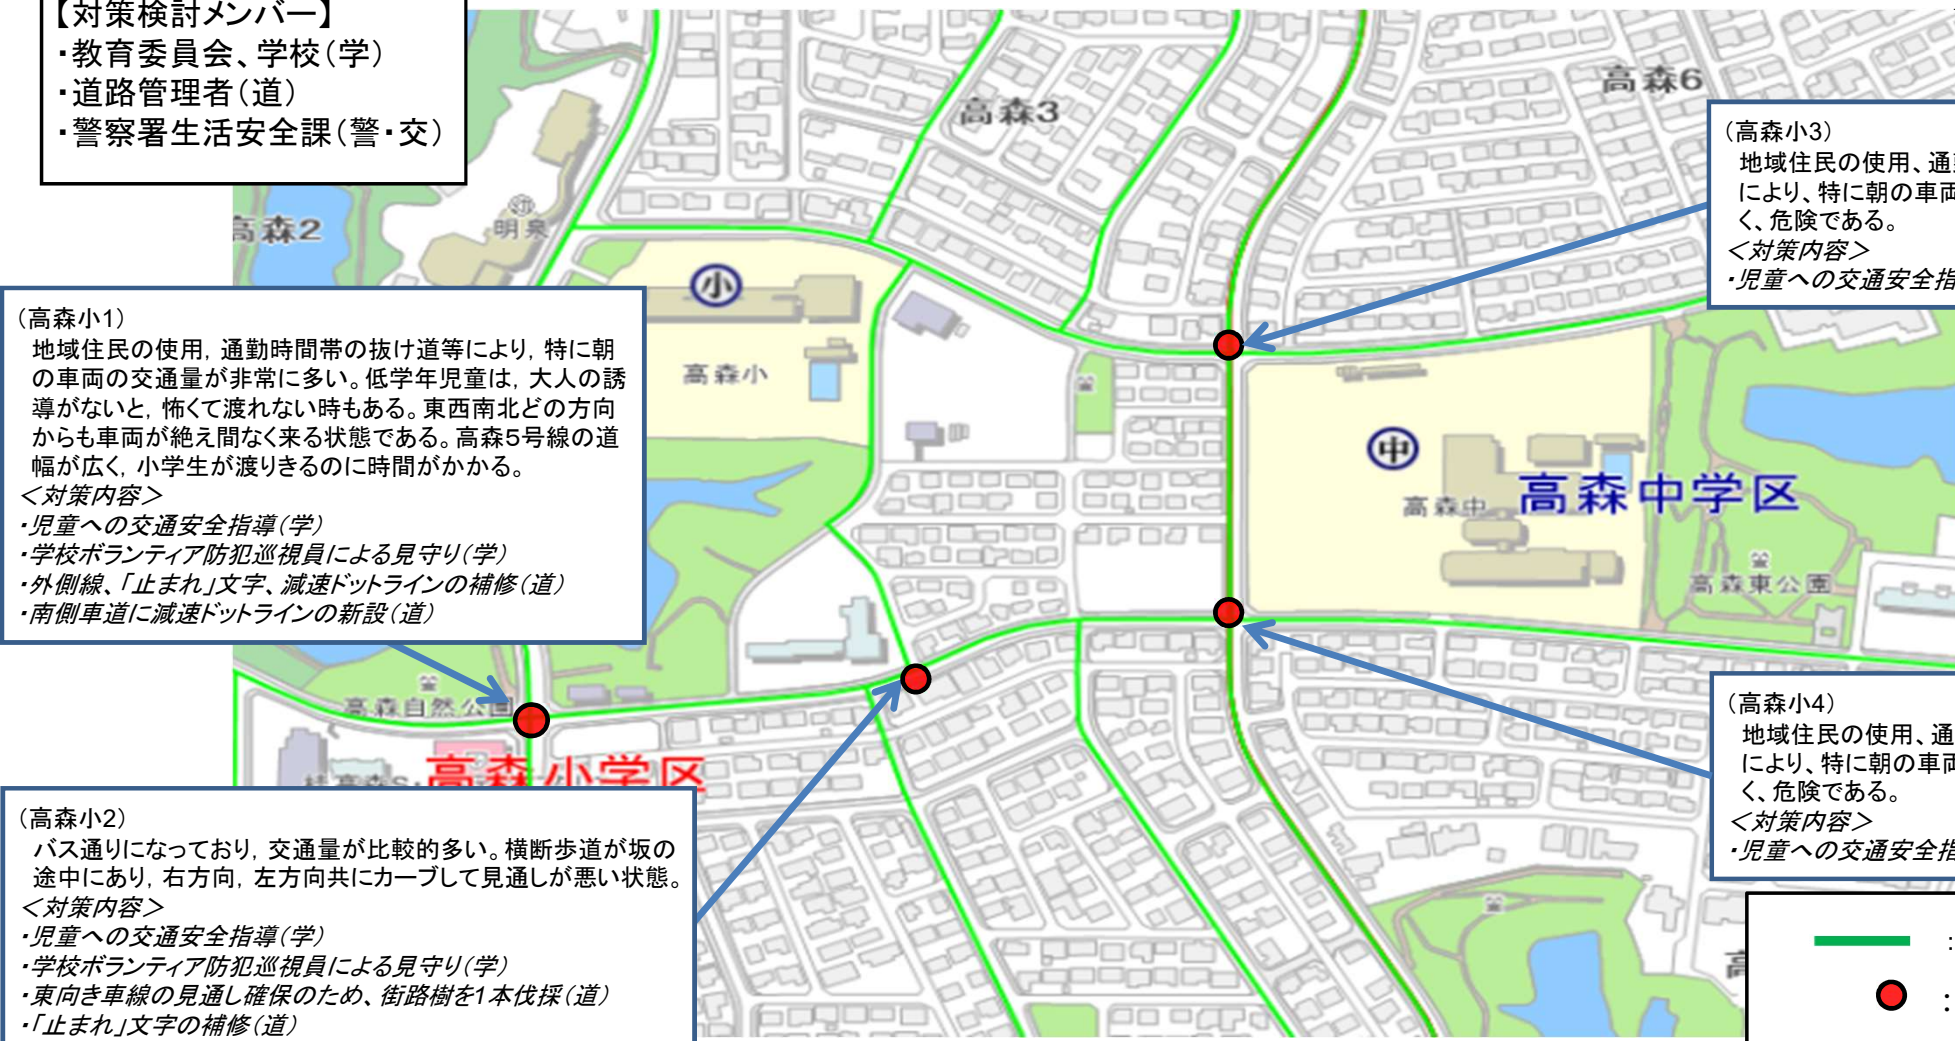 【対策検討メンバー】
・教育委員会、学校(学)
・道路管理者(道)
・警察署生活安全課(警・交)
高森3
高森6
高森2
明泉
小
高森小
中
高森中
高森中学区
高森東公園
高森自然公園
高森小学区
(高森小1)
地域住民の使用,通勤時間帯の抜け道等により,特に朝
の車両の交通量が非常に多い。低学年児童は,大人の誘
導がないと,怖くて渡れない時もある。東西南北どの方向
からも車両が絶え間なく来る状態である。高森5号線の道
幅が広く,小学生が渡りきるのに時間がかかる。
<対策内容>
・児童への交通安全指導(学)
・学校ボランティア防犯巡視員による見守り(学)
・外側線、「止まれ」文字、減速ドットラインの補修(道)
・南側車道に減速ドットラインの新設(道)
(高森小2)
バス通りになっており,交通量が比較的多い。横断歩道が坂の
途中にあり,右方向,左方向共にカーブして見通しが悪い状態。
<対策内容>
・児童への交通安全指導(学)
・学校ボランティア防犯巡視員による見守り(学)
・東向き車線の見通し確保のため、街路樹を1本伐採(道)
・「止まれ」文字の補修(道)
(高森小3)
地域住民の使用、通
により、特に朝の車両
く、危険である。
<対策内容>
・児童への交通安全指
(高森小4)
地域住民の使用、通
により、特に朝の車両
く、危険である。
<対策内容>
・児童への交通安全指
:
: